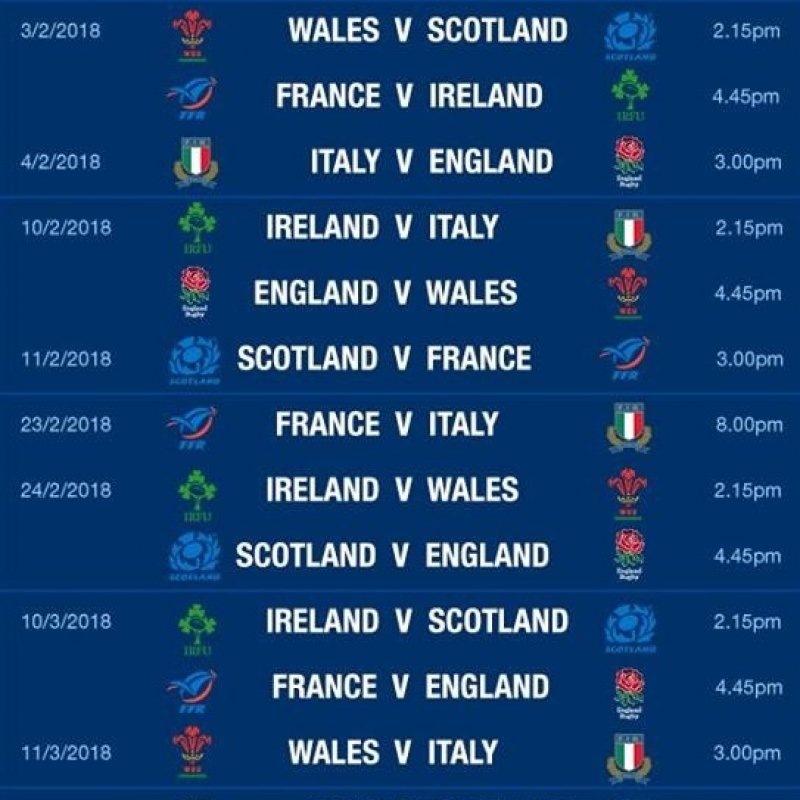 3/2/2018 WALES V SCOTLAND 2.15pm
FRANCE V IRELAND 4.45pm
4/2/2018 ITALY V ENGLAND 3.00pm
10/2/2018 IRELAND V ITALY 2.15pm
ENGLAND V WALES 4.45pm
11/2/2018 SCOTLAND V FRANCE 3.00pm
23/2/2018 FRANCE V ITALY 8.00pm
24/2/2018 IRELAND V WALES 2.15pm
SCOTLAND V ENGLAND 4.45pm
10/3/2018 IRELAND V SCOTLAND 2.15pm
FRANCE V ENGLAND 4.45pm
11/3/2018 WALES V ITALY 3.00pm